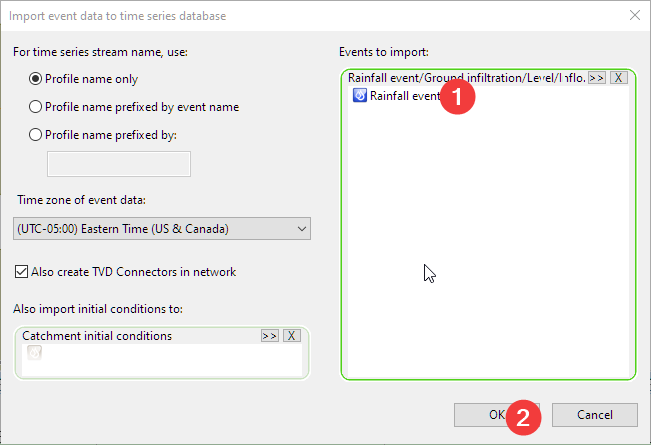 Import event data to time series database
For time series stream name, use:
Profile name only
Profile name prefixed by event name
Profile name prefixed by:
Time zone of event data:
(UTC-05:00) Eastern Time (US & Canada)
Also create TVD Connectors in network
Also import initial conditions to:
Catchment initial conditions >> X
Events to import:
Rainfall event/Ground infiltration/Level/Inflo. >> X
Rainfall event 1
OK 2 Cancel